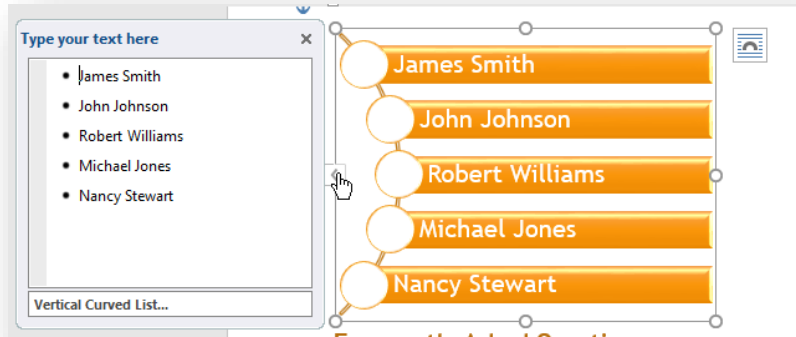 Type your text here
James Smith
John Johnson
Robert Williams
Michael Jones
Nancy Stewart
Vertical Curved List...
James Smith
John Johnson
Robert Williams
Michael Jones
Nancy Stewart